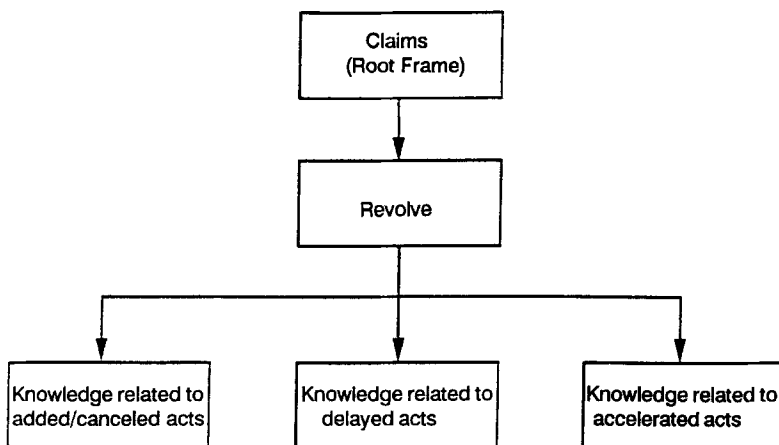 Claims
(Root Frame)
Revolve
Knowledge related to
added/canceled acts
Knowledge related to
delayed acts
Knowledge related to
accelerated acts